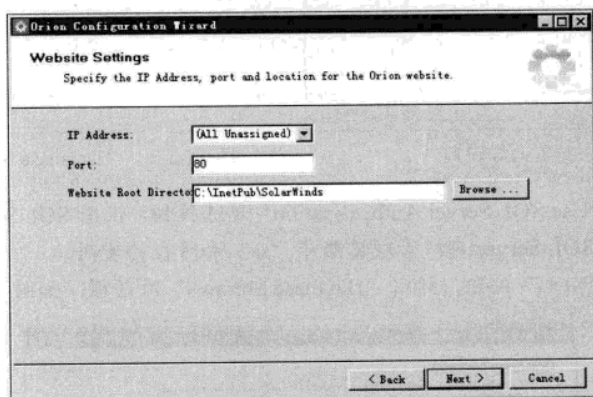 Orion Configuration Wizard
Website Settings
Specify the IP Address, port and location for the Orion website.
IP Address: (All Unassigned)
Port: 80
Website Root Director C:\InetPub\SolarWinds Browse ...
< Back Next > Cancel